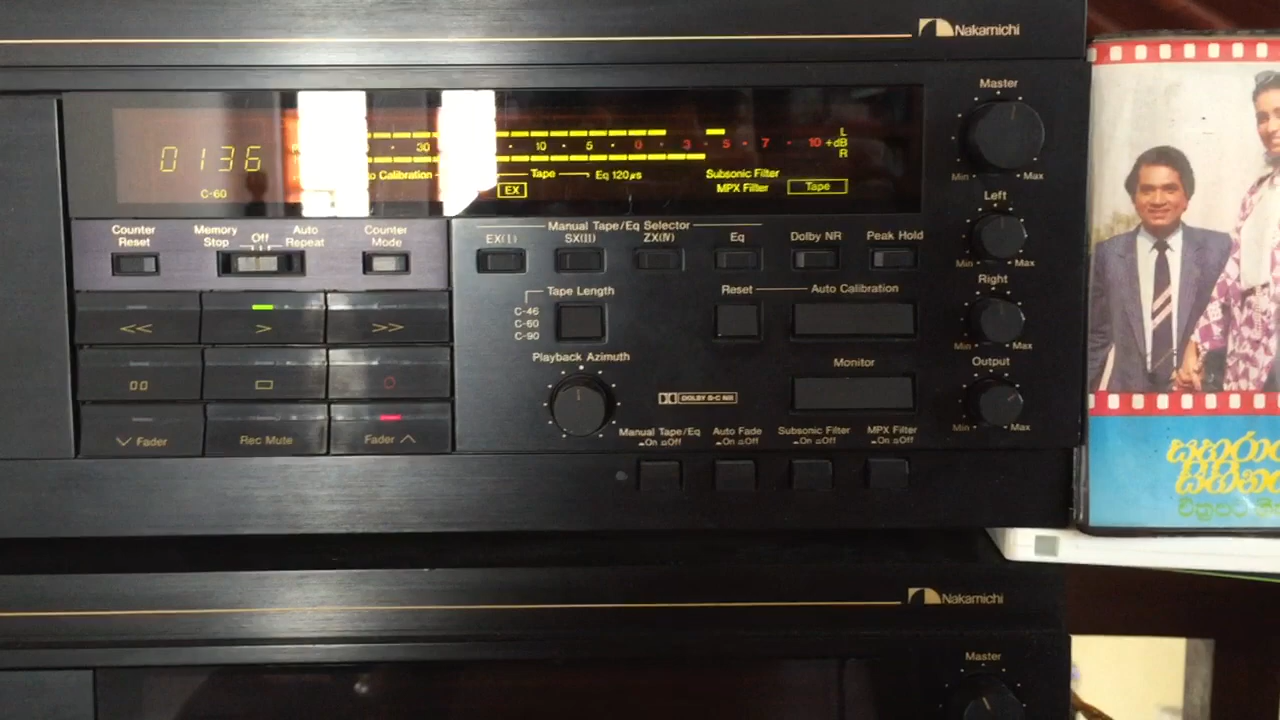 Nakamichi
Master
Min Max
0136
30 10 5 0 3 5 7 10 +dB
L
R
o Calibration Tape Eq 120µs
C-60
EX
Subsonic Filter
MPX Filter
Tape
Left
Min Max
Counter Reset
Memory Stop
Off
Auto Repeat
Counter Mode
Manual Tape/Eq Selector
EX(I) SX(II) ZX(IV) Eq Dolby NR Peak Hold
Right
Min Max
Tape Length
C-46
C-60
C-90
Reset Auto Calibration
<< > >>
Playback Azimuth
Monitor
Output
Min Max
DOLBY B-C NR
Manual Tape/Eq
On Off
Auto Fade
On Off
Subsonic Filter
On Off
MPX Filter
On Off
Fader
Rec Mute
Fader
Nakamichi
Master